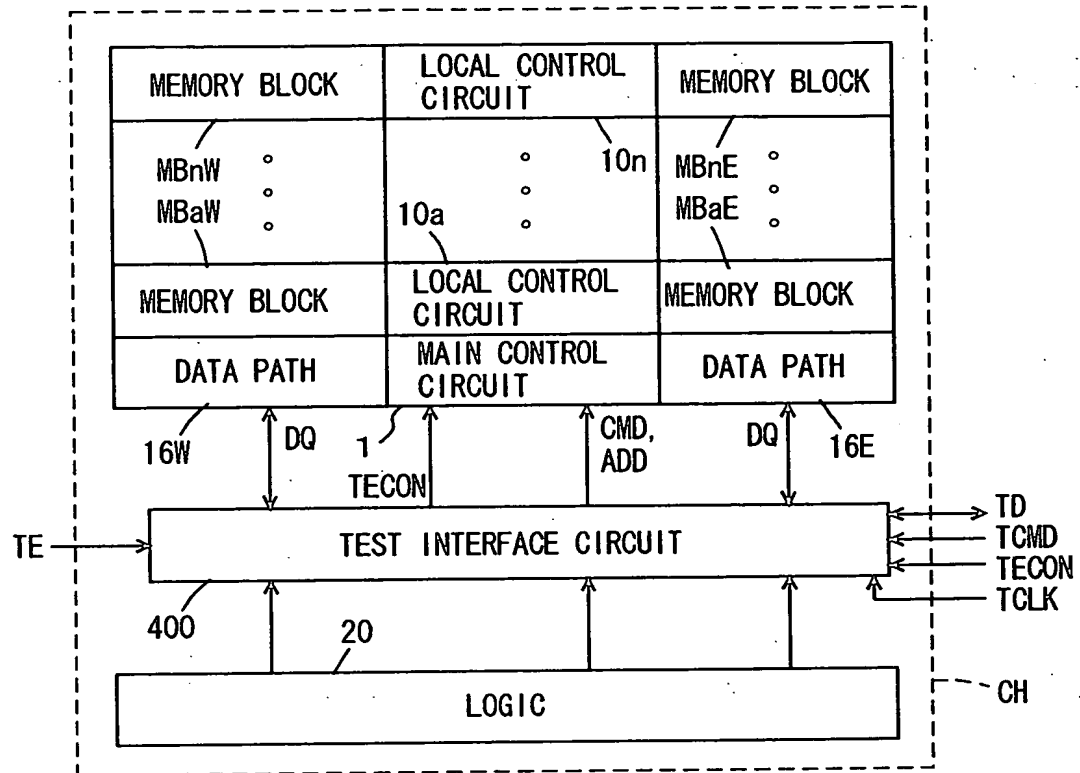 MEMORY BLOCK
LOCAL CONTROL
CIRCUIT
MEMORY BLOCK
MBnW
10n
MBnE
MBaW
10a
MBaE
MEMORY BLOCK
LOCAL CONTROL
CIRCUIT
MEMORY BLOCK
DATA PATH
MAIN CONTROL
CIRCUIT
DATA PATH
16W
DQ
1
TECON
CMD,
ADD
DQ
16E
TE
TEST INTERFACE CIRCUIT
TD
TCMD
TECON
TCLK
400
20
LOGIC
CH